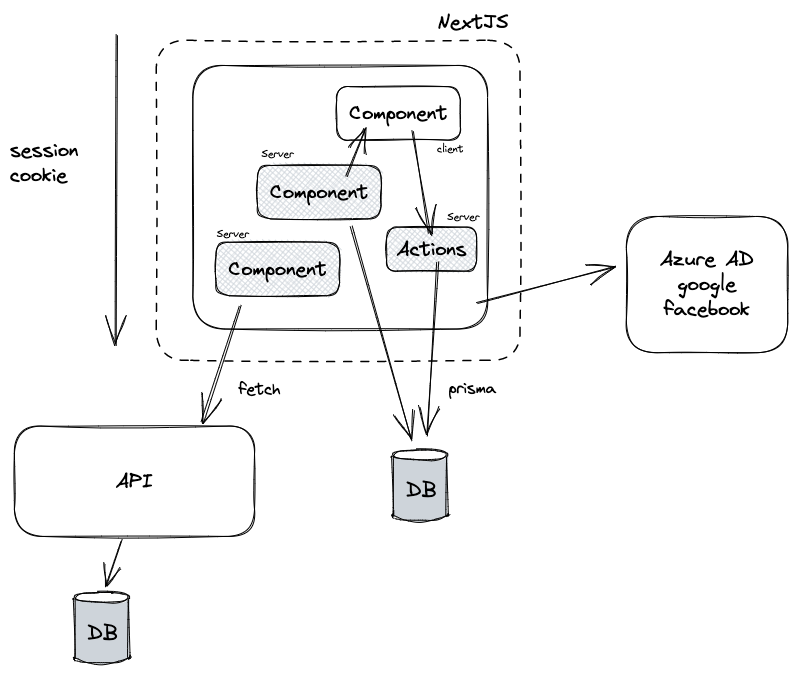 NextJS
session
cookie
Component
client
Server
Component
Server
Actions
Server
Component
Azure AD
google
facebook
fetch
prisma
API
DB
DB